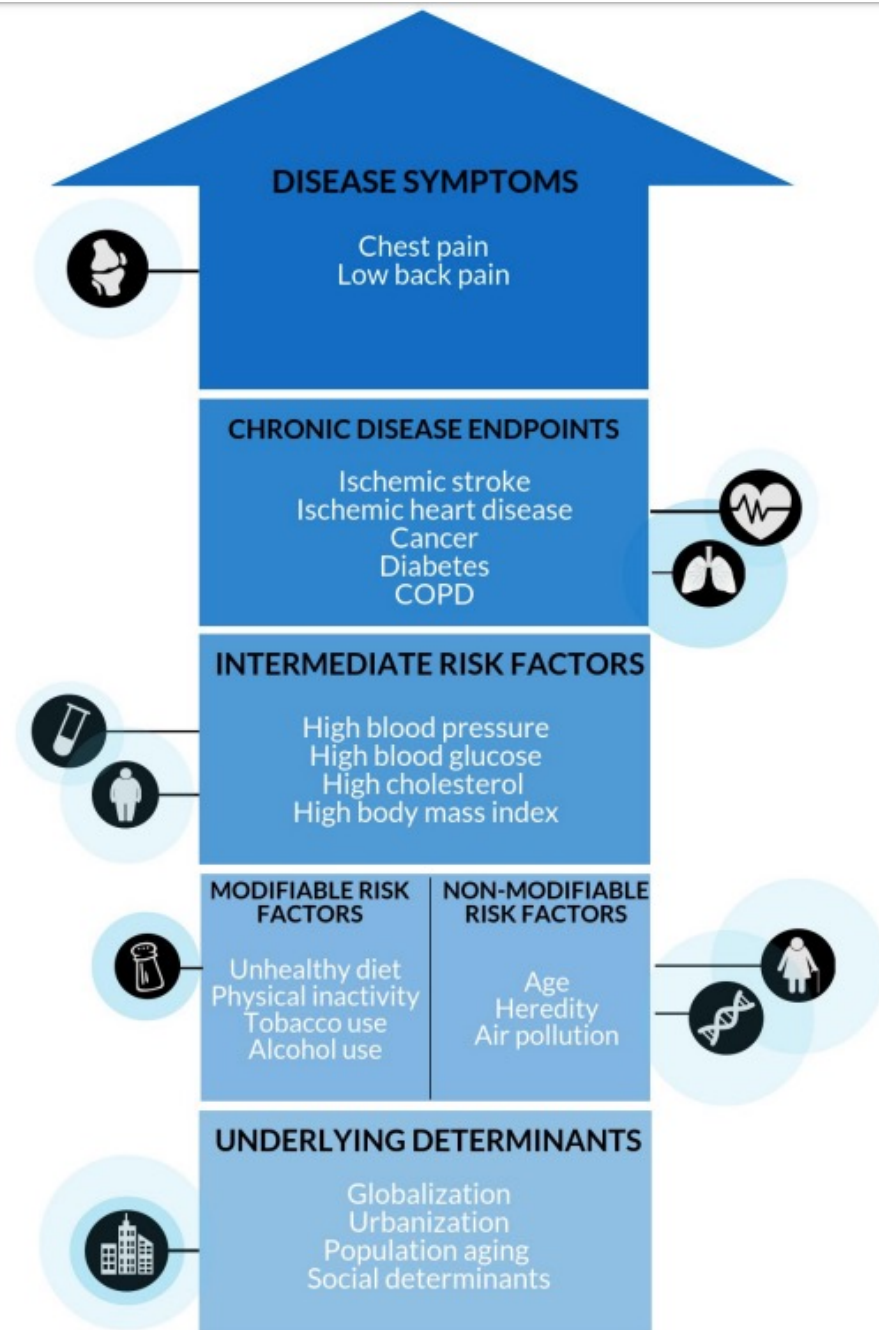 DISEASE SYMPTOMS
Chest pain
Low back pain
CHRONIC DISEASE ENDPOINTS
Ischemic stroke
Ischemic heart disease
Cancer
Diabetes
COPD
INTERMEDIATE RISK FACTORS
High blood pressure
High blood glucose
High cholesterol
High body mass index
MODIFIABLE RISK
FACTORS
Unhealthy diet
Physical inactivity
Tobacco use
Alcohol use
NON-MODIFIABLE
RISK FACTORS
Age
Heredity
Air pollution
UNDERLYING DETERMINANTS
Globalization
Urbanization
Population aging
Social determinants